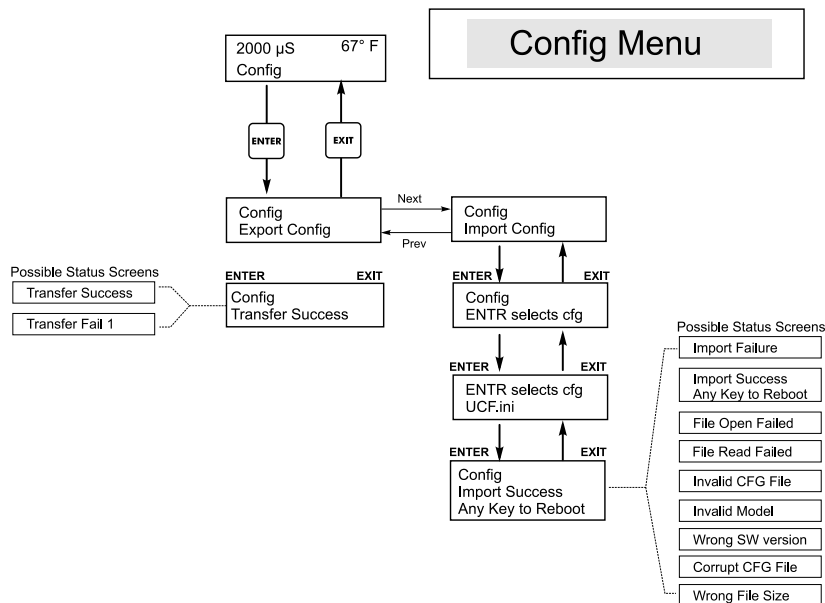 Config Menu
2000 µS 67° F
Config
ENTER EXIT
Config
Export Config
Next
Prev
Config
Import Config
Possible Status Screens
Transfer Success
Transfer Fail 1
ENTER EXIT
Config
Transfer Success
ENTER EXIT
Config
ENTR selects cfg
ENTER EXIT
ENTR selects cfg
UCF.ini
ENTER EXIT
Config
Import Success
Any Key to Reboot
Possible Status Screens
Import Failure
Import Success
Any Key to Reboot
File Open Failed
File Read Failed
Invalid CFG File
Invalid Model
Wrong SW version
Corrupt CFG File
Wrong File Size